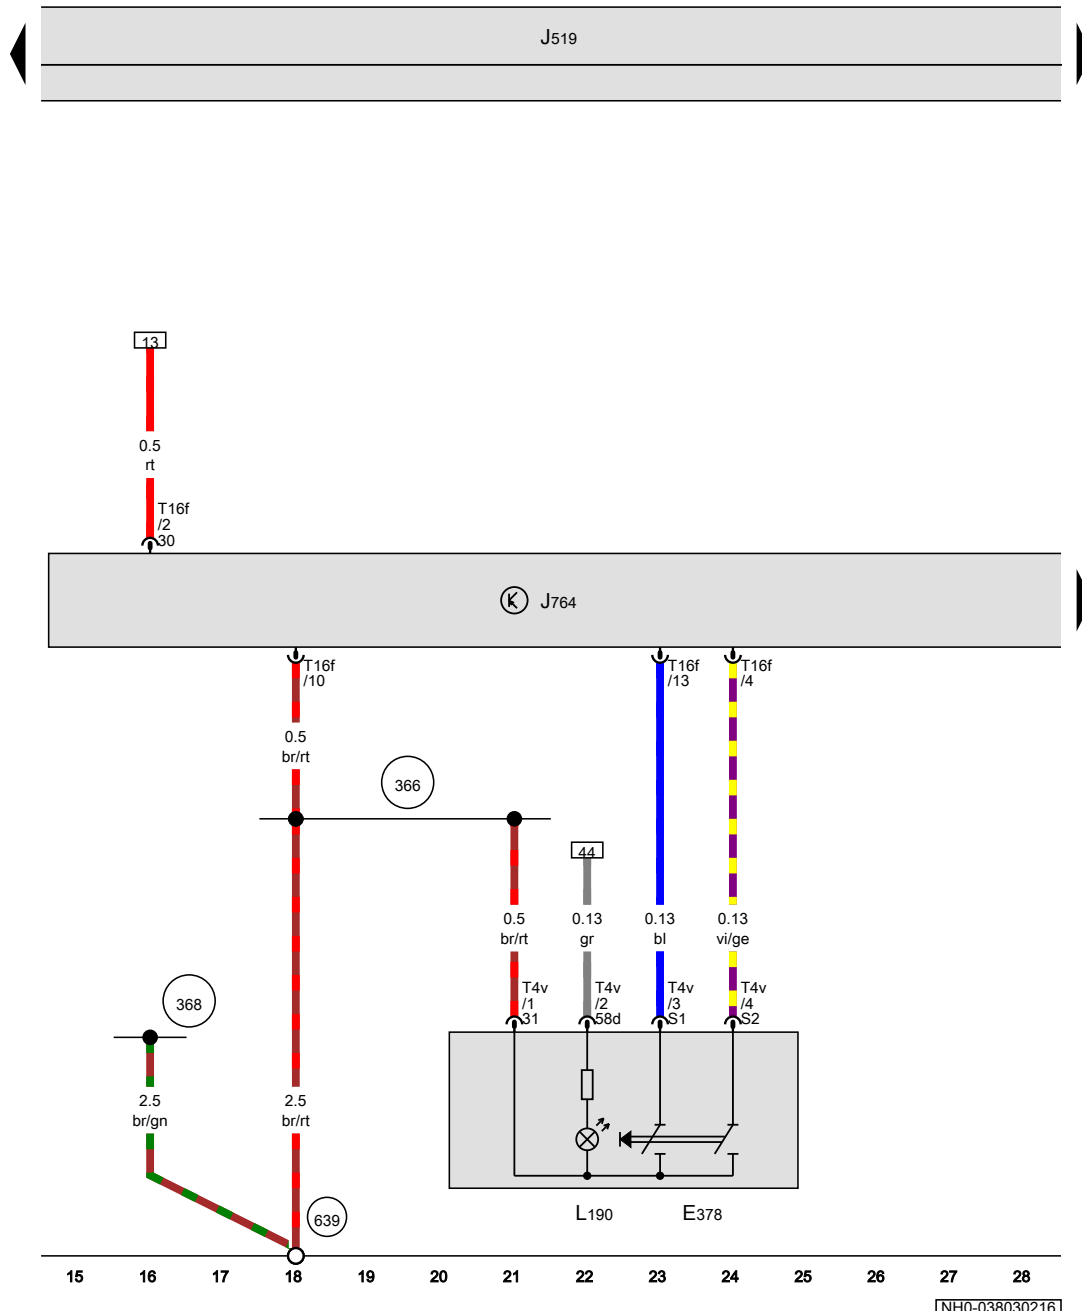 J519
13
0.5
rt
T16f
/2
30
J764
T16f
/10
T16f
/13
T16f
/4
0.5
br/rt
366
44
0.5
br/rt
0.13
gr
0.13
bl
0.13
vi/ge
368
T4v
/1
31
T4v
/2
58d
T4v
/3
S1
T4v
/4
S2
2.5
br/gn
2.5
br/rt
639
L190
E378
15 16 17 18 19 20 21 22 23 24 25 26 27 28
NH0-038030216